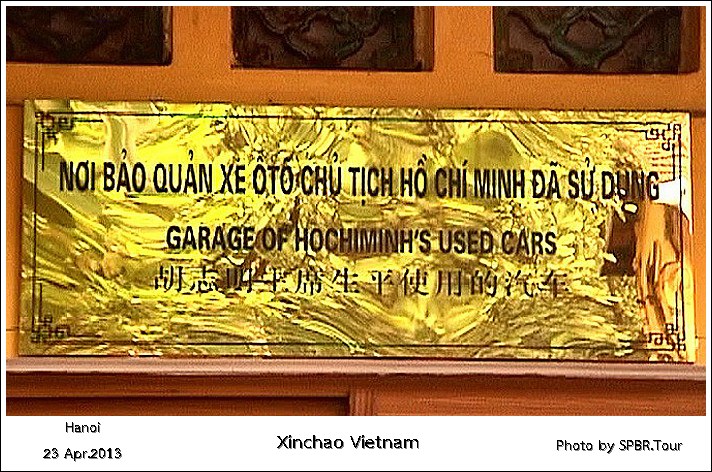 NƠI BẢO QUẢN XE ÔTÔ CHỦ TỊCH HỒ CHÍ MINH ĐÃ SỬ DỤNG
GARAGE OF HOCHIMINH'S USED CARS
胡志明主席生平使用的汽车
Hanoi
23 Apr.2013
Xinchao Vietnam
Photo by SPBR.Tour